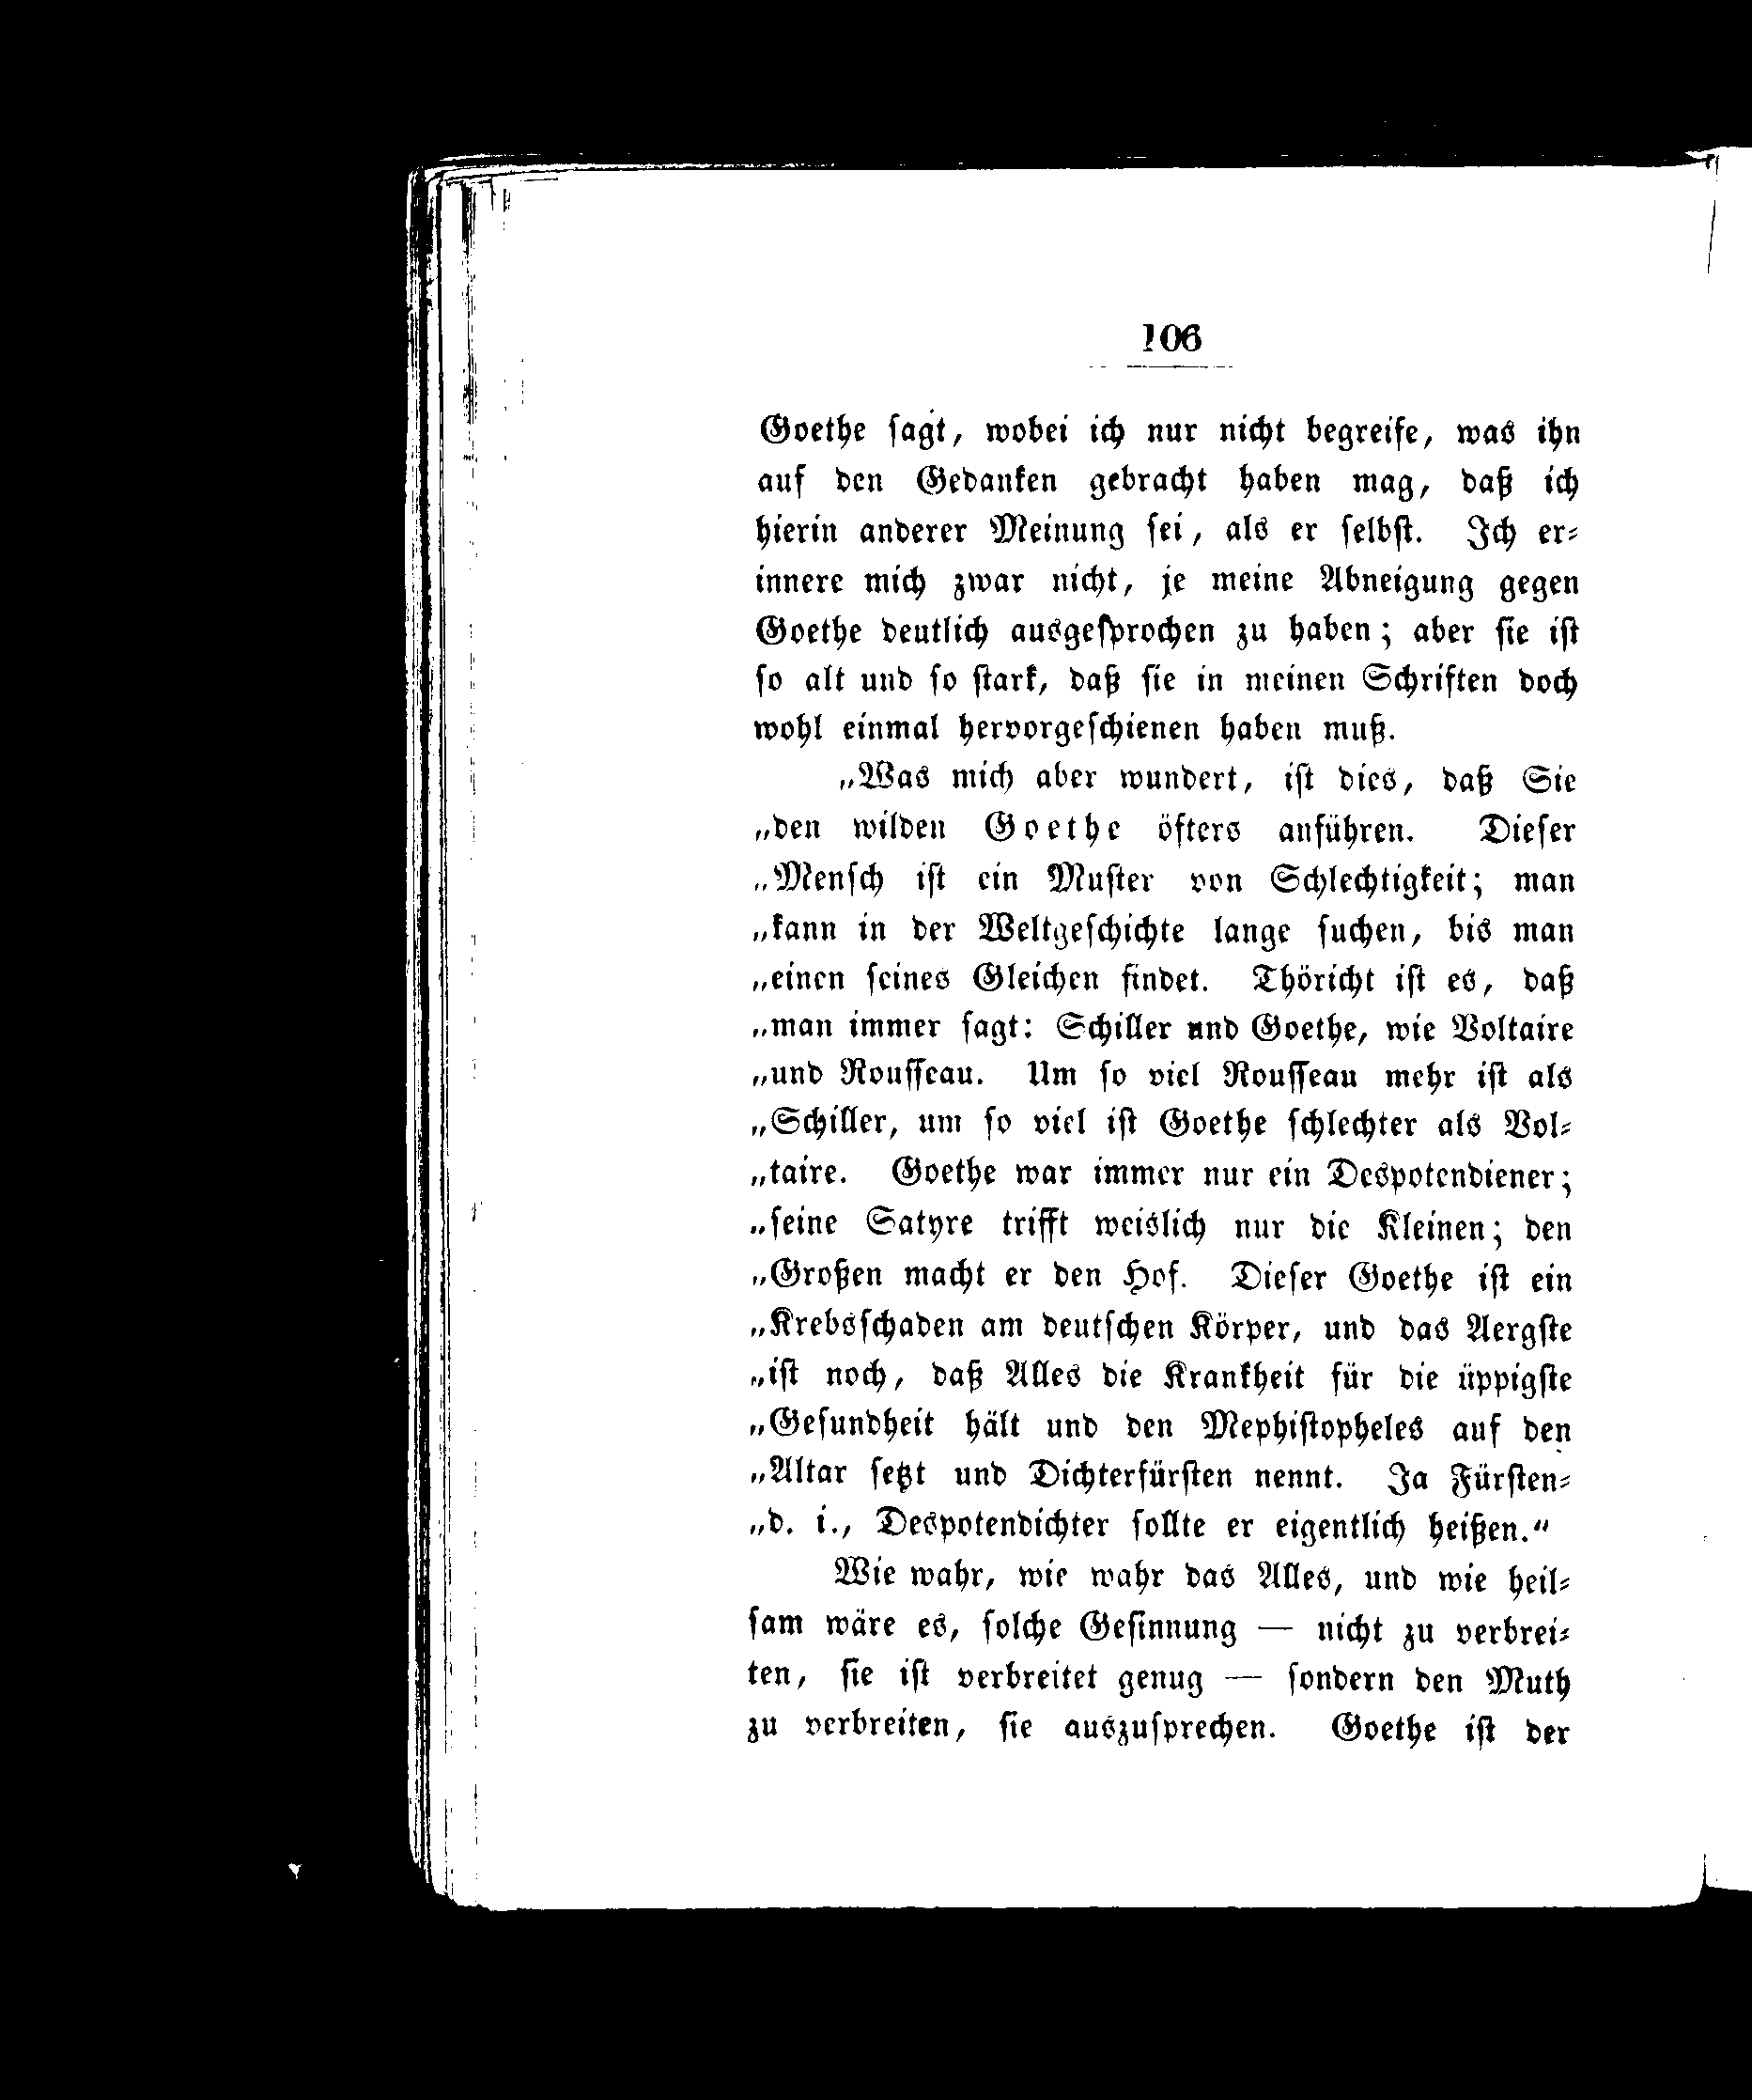 106
Goethe ſagt, wobei ich nur nicht begreife, was ihn
auf den Gedanken gebracht haben mag, daß ich
hierin anderer Meinung ſei, als er ſelbſt. Ich er⸗
innere mich zwar nicht, je meine Abneigung gegen
Goethe deutlich ausgeſprochen zu haben; aber ſie iſt
ſo alt und ſo ſtark, daß ſie in meinen Schriften doch
wohl einmal hervorgeſchienen haben muß.
„Was mich aber wundert, iſt dies, daß Sie
„den wilden Goethe öfters anführen. Dieſer
„Menſch iſt ein Muſter von Schlechtigkeit; man
„kann in der Weltgeſchichte lange ſuchen, bis man
„einen ſeines Gleichen findet. Thöricht iſt es, daß
„man immer ſagt: Schiller und Goethe, wie Voltaire
„und Rouſſeau. Um ſo viel Rouſſeau mehr iſt als
„Schiller, um ſo viel iſt Goethe ſchlechter als Vol⸗
„taire. Goethe war immer nur ein Despotendiener;
„ſeine Satyre trifft weislich nur die Kleinen; den
„Großen macht er den Hof. Dieſer Goethe iſt ein
„Krebsſchaden am deutſchen Körper, und das Aergſte
„iſt noch, daß Alles die Krankheit für die üppigſte
„Geſundheit hält und den Mephiſtopheles auf den
„Altar ſetzt und Dichterfürſten nennt. Ja Fürſten⸗
„d. i., Despotendichter ſollte er eigentlich heißen.“
Wie wahr, wie wahr das Alles, und wie heil⸗
ſam wäre es, ſolche Geſinnung — nicht zu verbrei⸗
ten, ſie iſt verbreitet genug — ſondern den Muth
zu verbreiten, ſie auszuſprechen. Goethe iſt der